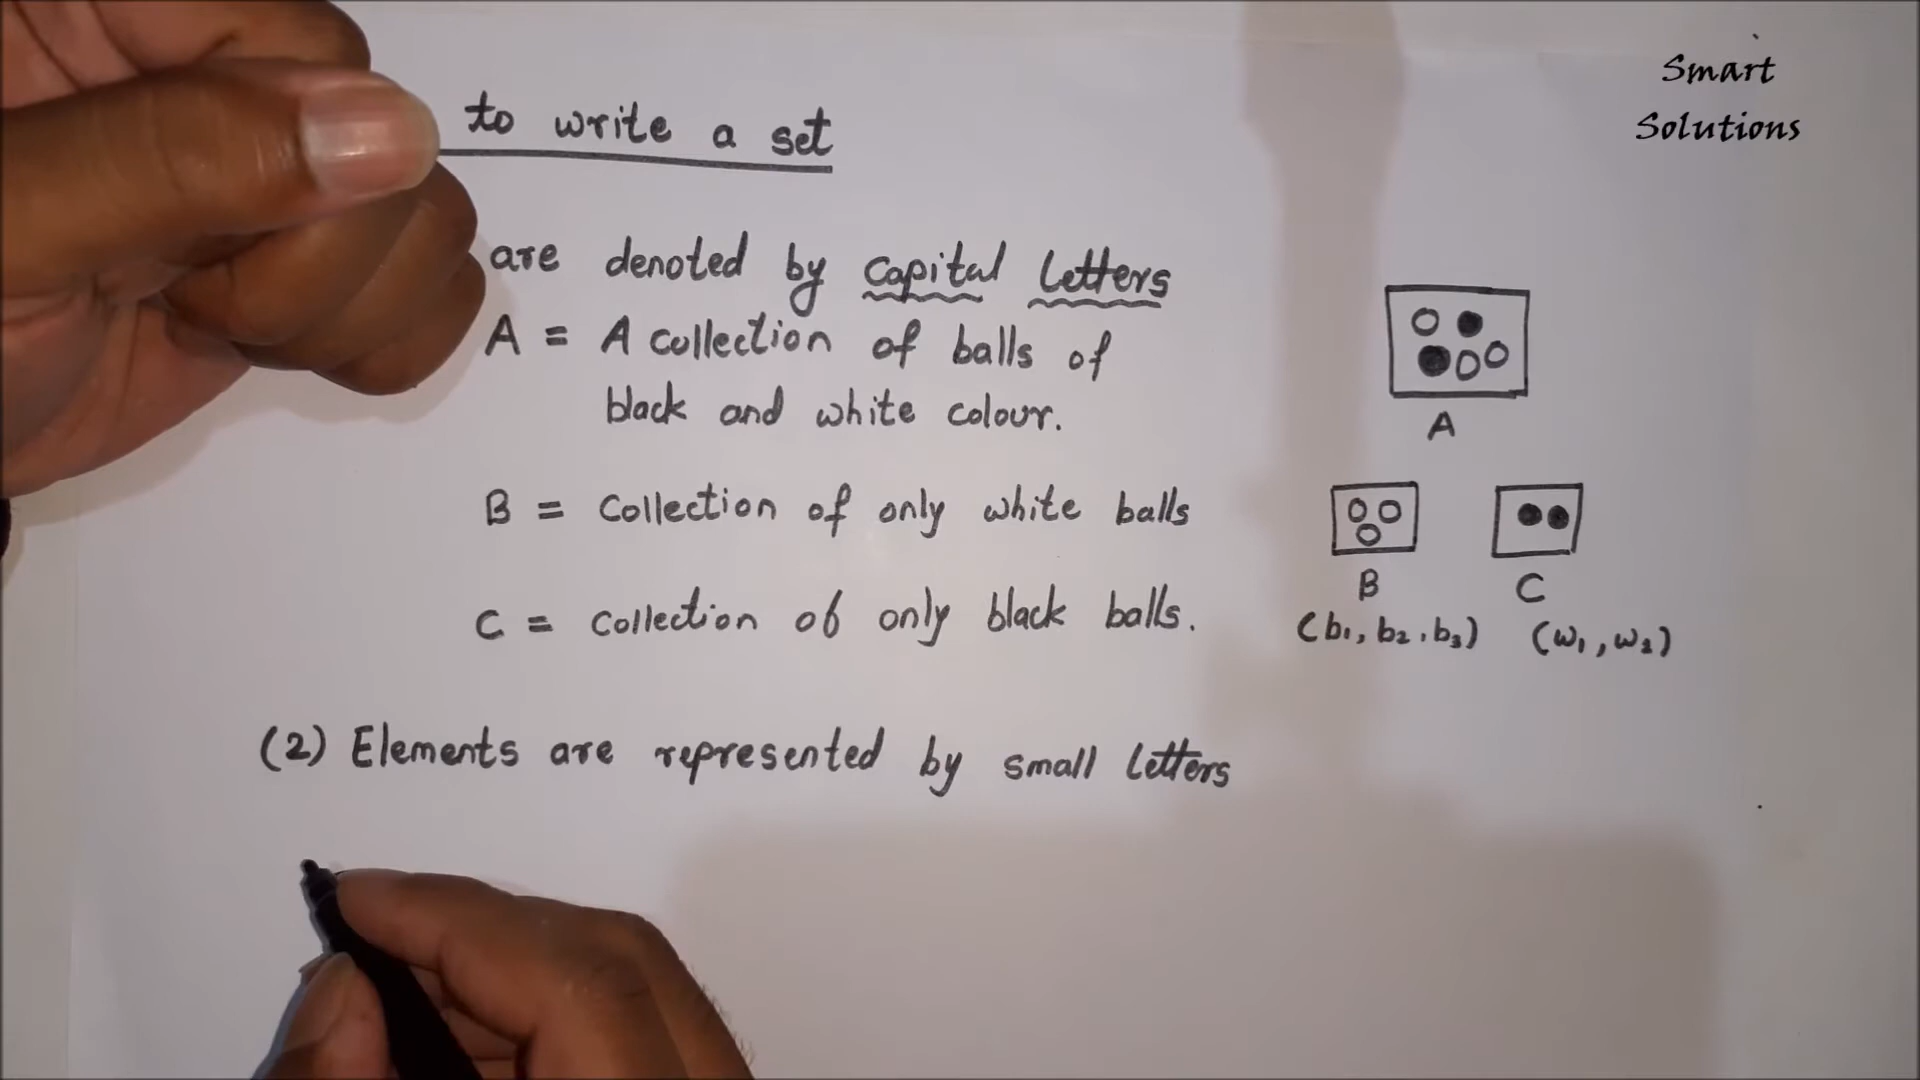 Smart
Solutions
to write a set
are denoted by capital letters
A = A collection of balls of
black and white colour.
A
B = Collection of only white balls
B
C
C = Collection of only black balls.
(b₁, b₂, b₃)
(w₁, w₂)
(2) Elements are represented by small letters